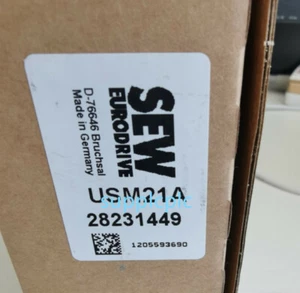 SEW
EURODRIVE
D-76646 Bruchsal
Made in Germany
USM21A
28231449
1205593690